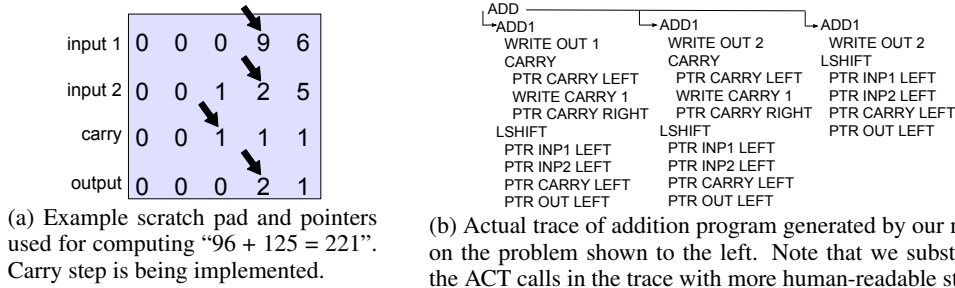 input 1 0 0 0 9 6
input 2 0 0 1 2 5
carry 0 0 1 1 1
output 0 0 0 2 1
(a) Example scratch pad and pointers
used for computing “96 + 125 = 221”.
Carry step is being implemented.
ADD
ADD1
WRITE OUT 1
CARRY
PTR CARRY LEFT
WRITE CARRY 1
PTR CARRY RIGHT
LSHIFT
PTR INP1 LEFT
PTR INP2 LEFT
PTR CARRY LEFT
PTR OUT LEFT
ADD1
WRITE OUT 2
CARRY
PTR CARRY LEFT
WRITE CARRY 1
PTR CARRY RIGHT
LSHIFT
PTR INP1 LEFT
PTR INP2 LEFT
PTR CARRY LEFT
PTR OUT LEFT
ADD1
WRITE OUT 2
LSHIFT
PTR INP1 LEFT
PTR INP2 LEFT
PTR CARRY LEFT
PTR OUT LEFT
(b) Actual trace of addition program generated by our
on the problem shown to the left. Note that we
the ACT calls in the trace with more human-readable